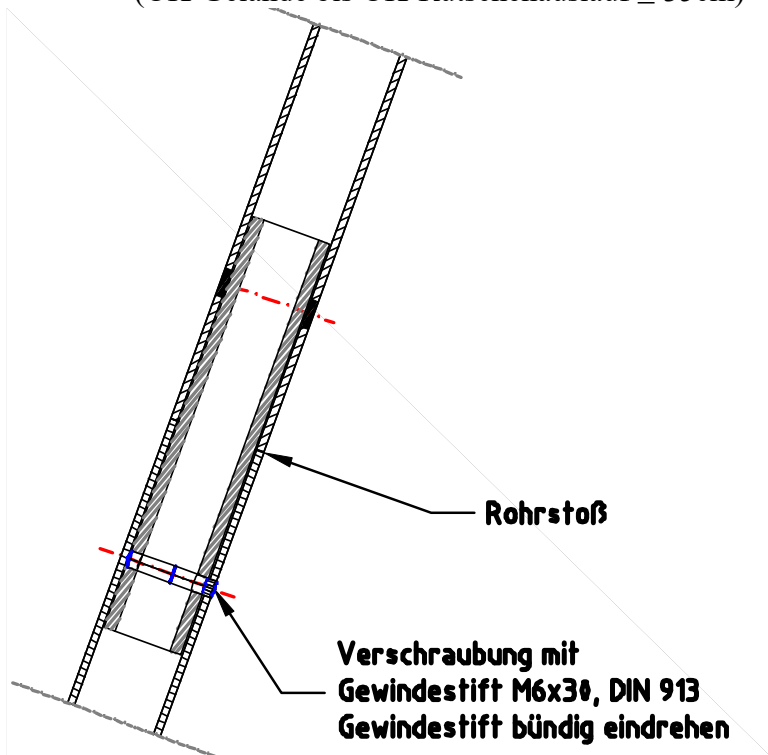 Rohrstoß
Verschraubung mit
Gewindestift M6x30, DIN 913
Gewindestift bündig eindrehen